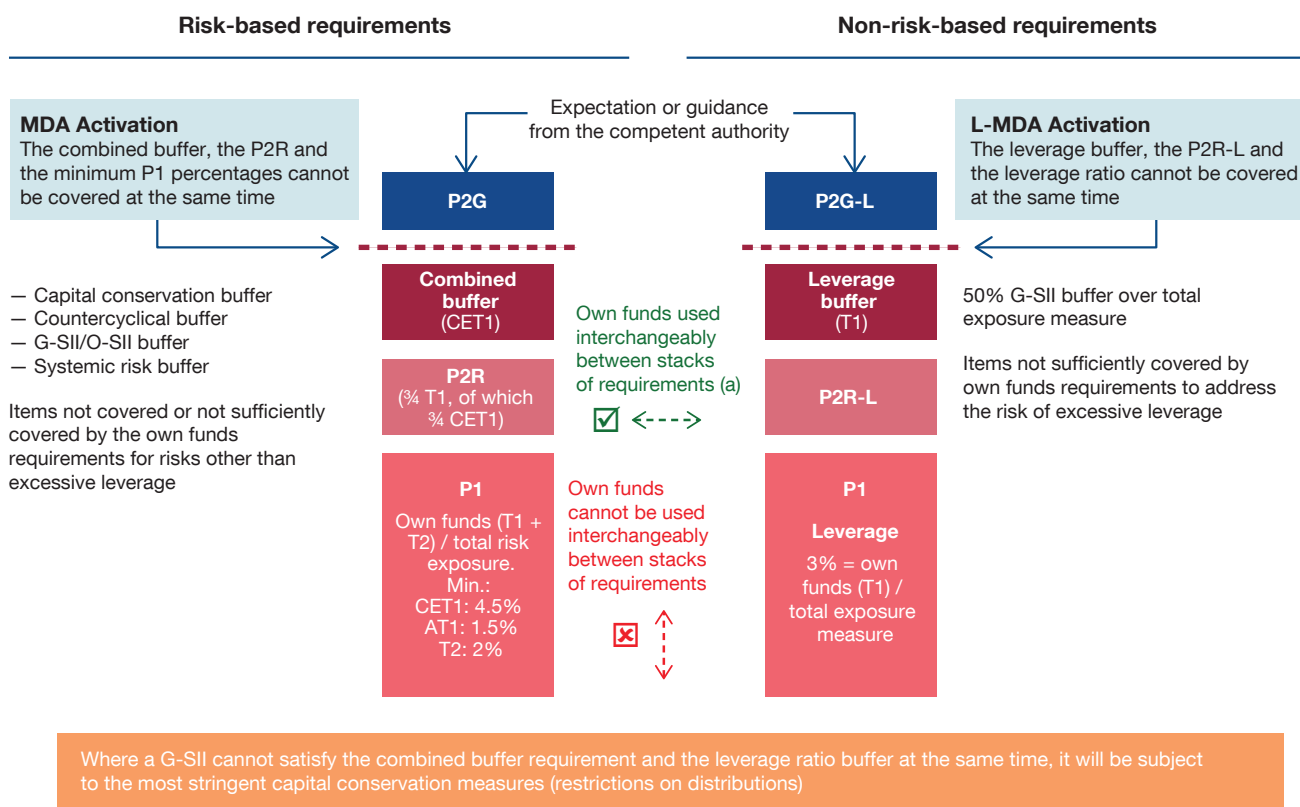 Risk-based requirements
Non-risk-based requirements
MDA Activation
The combined buffer, the P2R and
the minimum P1 percentages cannot
be covered at the same time
Expectation or guidance
from the competent authority
L-MDA Activation
The leverage buffer, the P2R-L and
the leverage ratio cannot be covered
at the same time
P2G
P2G-L
— Capital conservation buffer
— Countercyclical buffer
— G-SII/O-SII buffer
— Systemic risk buffer
Items not covered or not sufficiently
covered by the own funds
requirements for risks other than
excessive leverage
Combined
buffer
(CET1)
P2R
(¾ T1, of which
¾ CET1)
P1
Own funds (T1 +
T2) / total risk
exposure.
Min.:
CET1: 4.5%
AT1: 1.5%
T2: 2%
Own funds used
interchangeably
between stacks
of requirements (a)
Own funds
cannot be used
interchangeably
between stacks
of requirements
Leverage
buffer
(T1)
P2R-L
P1
Leverage
3% = own
funds (T1) /
total exposure
measure
50% G-SII buffer over total
exposure measure
Items not sufficiently covered by
own funds requirements to address
the risk of excessive leverage
Where a G-SII cannot satisfy the combined buffer requirement and the leverage ratio buffer at the same time, it will be subject
to the most stringent capital conservation measures (restrictions on distributions)